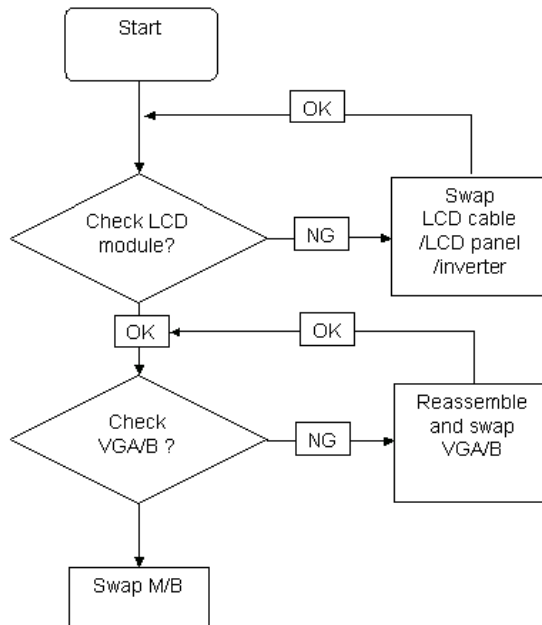 Start
OK
Check LCD
module?
NG
Swap
LCD cable
/LCD panel
/inverter
OK
OK
Check
VGA/B ?
NG
Reassemble
and swap
VGA/B
Swap M/B